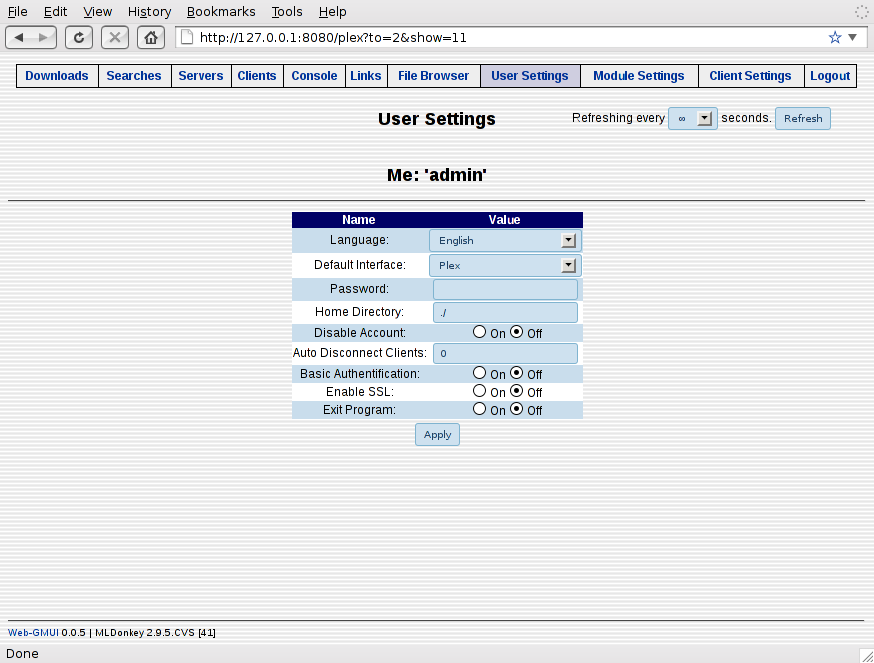 File Edit View History Bookmarks Tools Help
http://127.0.0.1:8080/plex?to=2&show=11
Downloads Searches Servers Clients Console Links File Browser User Settings Module Settings Client Settings Logout
User Settings Refreshing every ∞ seconds. Refresh
Me: 'admin'
Name Value
Language: English
Default Interface: Plex
Password:
Home Directory: ./
Disable Account: On Off
Auto Disconnect Clients: 0
Basic Authentification: On Off
Enable SSL: On Off
Exit Program: On Off
Apply
Web-GMUI 0.0.5 | MLDonkey 2.9.5.CVS [41]
Done